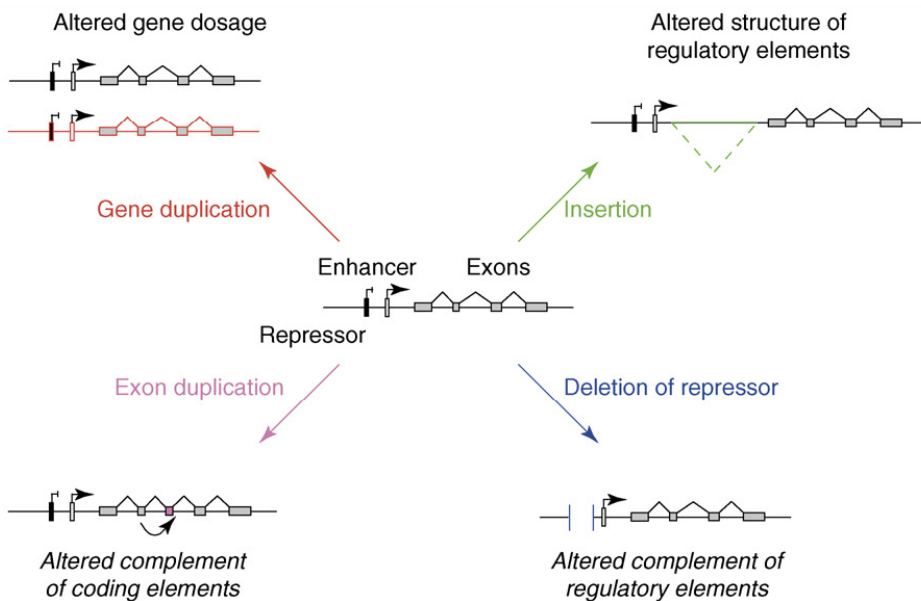 Altered gene dosage
Altered structure of
regulatory elements
Gene duplication
Insertion
Enhancer
Exons
Repressor
Exon duplication
Deletion of repressor
Altered complement
of coding elements
Altered complement of
regulatory elements